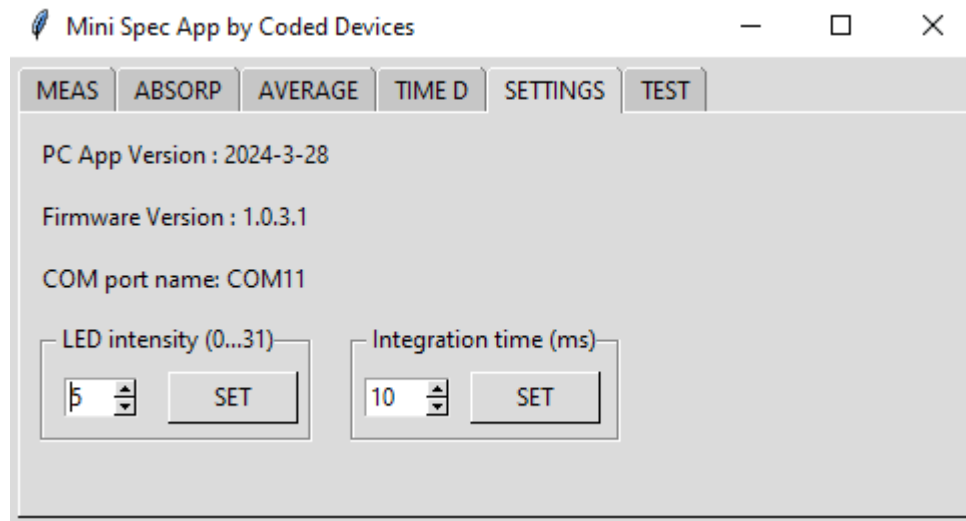 Mini Spec App by Coded Devices
MEAS ABSORP AVERAGE TIME D SETTINGS TEST
PC App Version : 2024-3-28
Firmware Version : 1.0.3.1
COM port name: COM11
LED intensity (0...31) Integration time (ms)
5 SET 10 SET